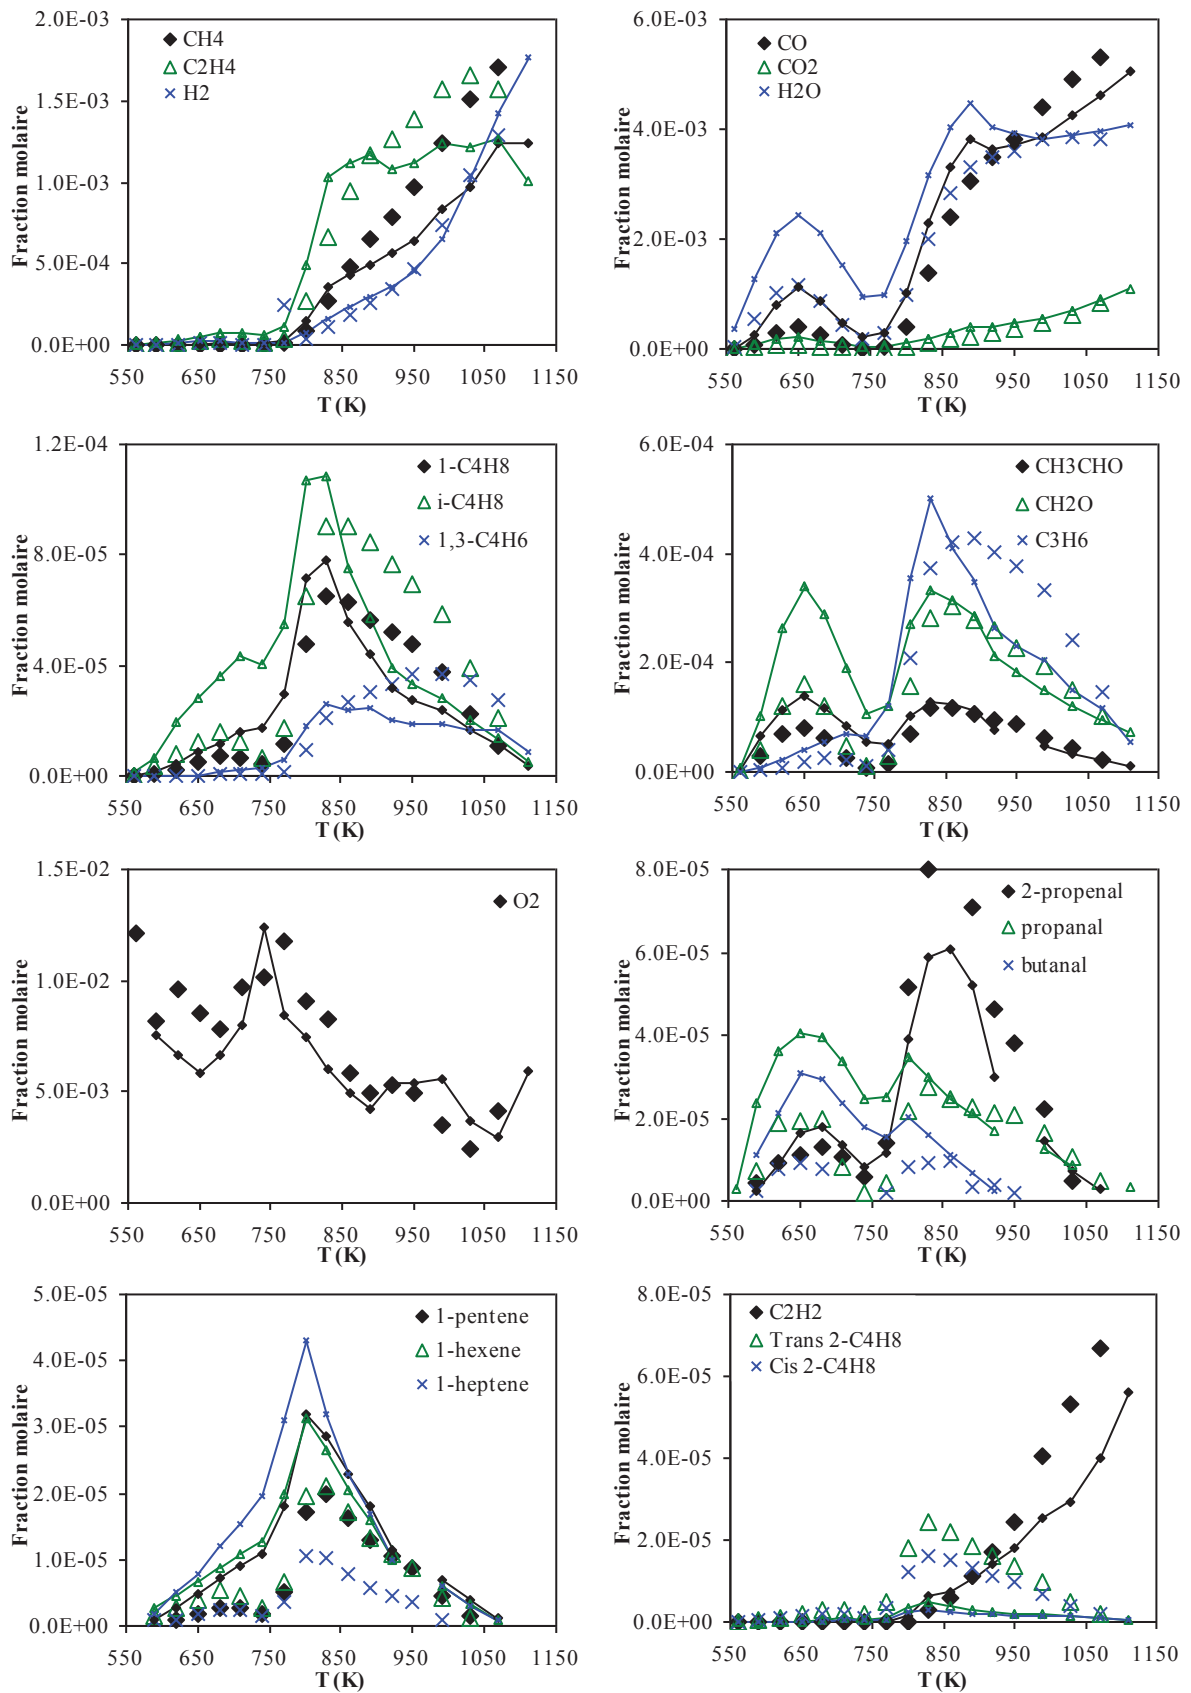 2.0E-03
1.5E-03
1.0E-03
5.0E-04
0.0E+00
Fraction molaire
CH4
C2H4
H2
550 650 750 850 950 1050 1150
T (K)
6.0E-03
4.0E-03
2.0E-03
0.0E+00
Fraction molaire
CO
CO2
H2O
550 650 750 850 950 1050 1150
T (K)
1.2E-04
8.0E-05
4.0E-05
0.0E+00
Fraction molaire
1-C4H8
i-C4H8
1,3-C4H6
550 650 750 850 950 1050 1150
T (K)
6.0E-04
4.0E-04
2.0E-04
0.0E+00
Fraction molaire
CH3CHO
CH2O
C3H6
550 650 750 850 950 1050 1150
T (K)
1.5E-02
1.0E-02
5.0E-03
0.0E+00
Fraction molaire
O2
550 650 750 850 950 1050 1150
T (K)
8.0E-05
6.0E-05
4.0E-05
2.0E-05
0.0E+00
Fraction molaire
2-propenal
propanal
butanal
550 650 750 850 950 1050 1150
T (K)
5.0E-05
4.0E-05
3.0E-05
2.0E-05
1.0E-05
0.0E+00
Fraction molaire
1-pentene
1-hexene
1-heptene
550 650 750 850 950 1050 1150
T (K)
8.0E-05
6.0E-05
4.0E-05
2.0E-05
0.0E+00
Fraction molaire
C2H2
Trans 2-C4H8
Cis 2-C4H8
550 650 750 850 950 1050 1150
T (K)